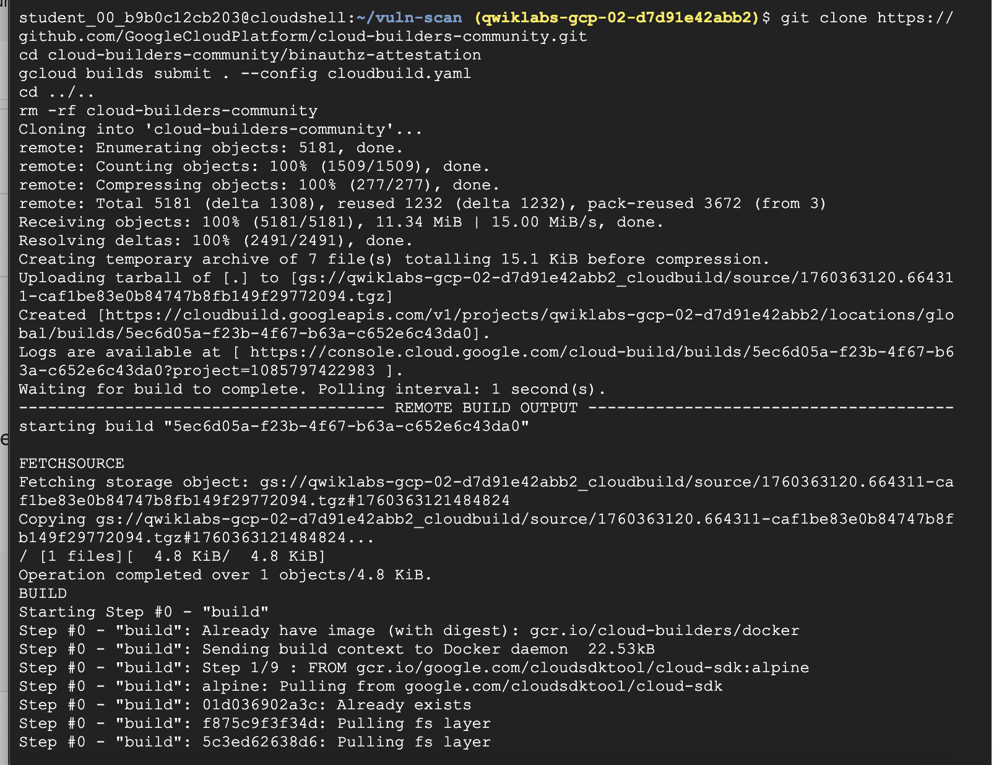 student_00_b9b0c12cb203@cloudshell:~/vuln-scan (qwiklabs-gcp-02-d7d91e42abb2)$ git clone https://
github.com/GoogleCloudPlatform/cloud-builders-community.git
cd cloud-builders-community/binauthz-attestation
gcloud builds submit . --config cloudbuild.yaml
cd ../..
rm -rf cloud-builders-community
Cloning into 'cloud-builders-community'...
remote: Enumerating objects: 5181, done.
remote: Counting objects: 100% (1509/1509), done.
remote: Compressing objects: 100% (277/277), done.
remote: Total 5181 (delta 1308), reused 1232 (delta 1232), pack-reused 3672 (from 3)
Receiving objects: 100% (5181/5181), 11.34 MiB | 15.00 MiB/s, done.
Resolving deltas: 100% (2491/2491), done.
Creating temporary archive of 7 file(s) totalling 15.1 KiB before compression.
Uploading tarball of [.] to [gs://qwiklabs-gcp-02-d7d91e42abb2_cloudbuild/source/1760363120.66431
1-caf1be83e0b84747b8fb149f29772094.tgz]
Created [https://cloudbuild.googleapis.com/v1/projects/qwiklabs-gcp-02-d7d91e42abb2/locations/glo
bal/builds/5ec6d05a-f23b-4f67-b63a-c652e6c43da0].
Logs are available at [ https://console.cloud.google.com/cloud-build/builds/5ec6d05a-f23b-4f67-b6
3a-c652e6c43da0?project=1085797422983 ].
Waiting for build to complete. Polling interval: 1 second(s).
-------------------------------------- REMOTE BUILD OUTPUT --------------------------------------
starting build "5ec6d05a-f23b-4f67-b63a-c652e6c43da0"
FETCHSOURCE
Fetching storage object: gs://qwiklabs-gcp-02-d7d91e42abb2_cloudbuild/source/1760363120.664311-ca
f1be83e0b84747b8fb149f29772094.tgz#1760363121484824
Copying gs://qwiklabs-gcp-02-d7d91e42abb2_cloudbuild/source/1760363120.664311-caf1be83e0b84747b8f
b149f29772094.tgz#1760363121484824...
/ [1 files][  4.8 KiB/  4.8 KiB]
Operation completed over 1 objects/4.8 KiB.
BUILD
Starting Step #0 - "build"
Step #0 - "build": Already have image (with digest): gcr.io/cloud-builders/docker
Step #0 - "build": Sending build context to Docker daemon  22.53kB
Step #0 - "build": Step 1/9 : FROM gcr.io/google.com/cloudsdktool/cloud-sdk:alpine
Step #0 - "build": alpine: Pulling from google.com/cloudsdktool/cloud-sdk
Step #0 - "build": 01d036902a3c: Already exists
Step #0 - "build": f875c9f3f34d: Pulling fs layer
Step #0 - "build": 5c3ed62638d6: Pulling fs layer